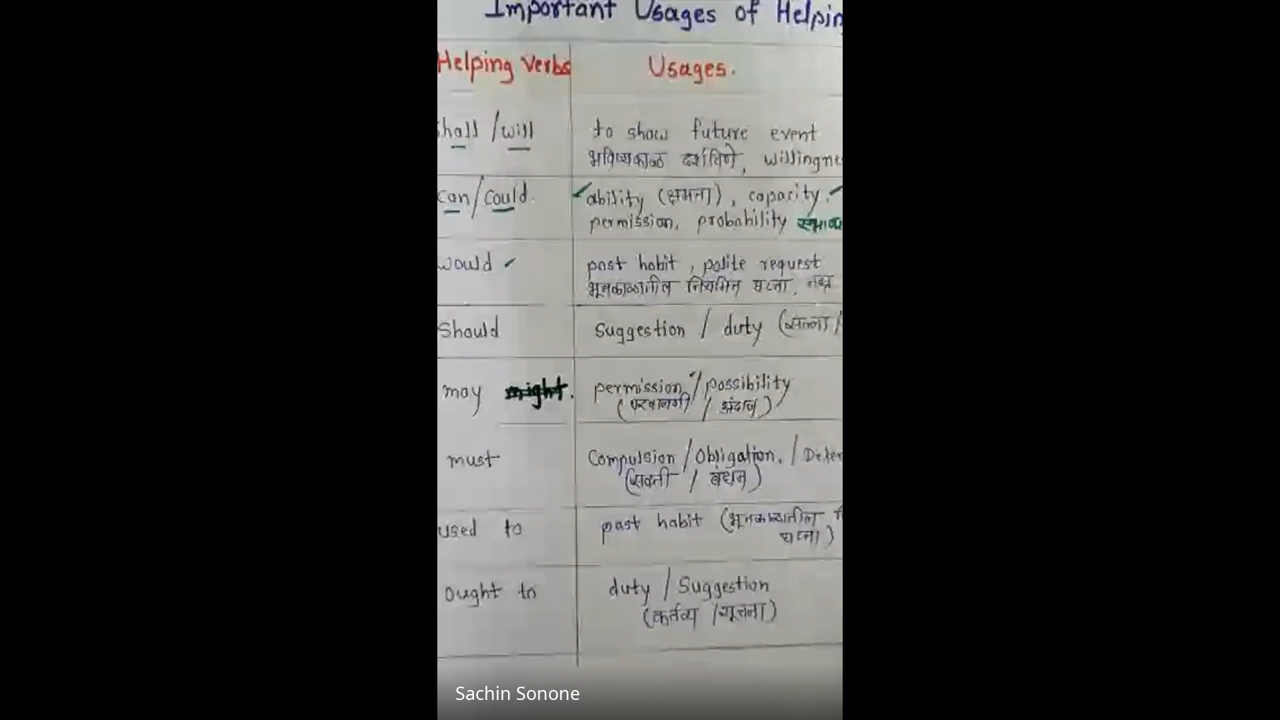 Important Usages of Helpin
Helping verbs Usages.
hall / will to show future event
भविष्यकाळ दर्शविणे, willingne
can/could. ability (क्षमता), capacity.
permission, probability संभाव्य
would past habit, polite request
भूतकाळातील नियमित घटना,
Should Suggestion / duty (सल्ला /
may might. permission / possibility
(परवानगी / अंदाज)
must Compulsion / Obligation. / Deter
(सक्ती / बंधन)
used to past habit (भूतकाळातील
घटना)
ought to duty / Suggestion
(कर्तव्य / सूचना)
Sachin Sonone